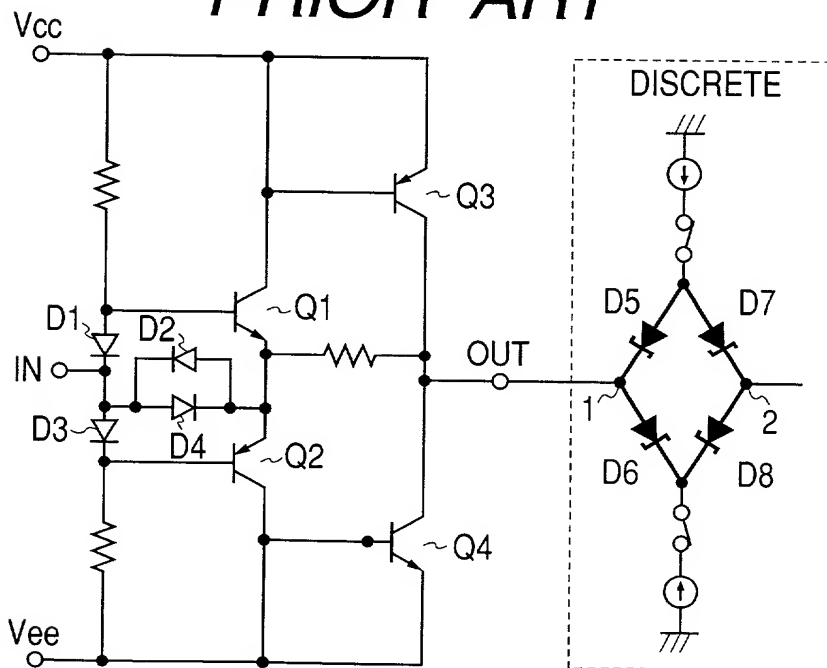 PRIOR ART
Vcc
DISCRETE
Q3
D5
D7
D1
D2
Q1
IN
OUT
1
2
D3
D4
Q2
D6
D8
Q4
Vee